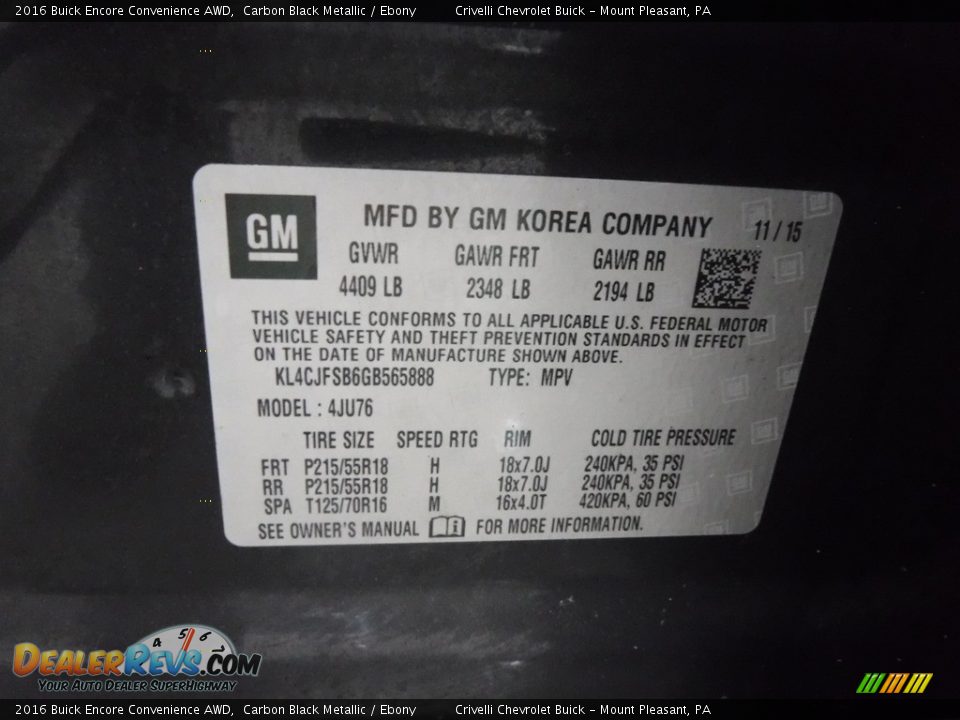 2016 Buick Encore Convenience AWD, Carbon Black Metallic / Ebony Crivelli Chevrolet Buick - Mount Pleasant, PA
GM MFD BY GM KOREA COMPANY 11 / 15
GVWR GAWR FRT GAWR RR
4409 LB 2348 LB 2194 LB
THIS VEHICLE CONFORMS TO ALL APPLICABLE U.S. FEDERAL MOTOR
VEHICLE SAFETY AND THEFT PREVENTION STANDARDS IN EFFECT
ON THE DATE OF MANUFACTURE SHOWN ABOVE.
KL4CJFSB6GB565888 TYPE: MPV
MODEL : 4JU76
TIRE SIZE SPEED RTG RIM COLD TIRE PRESSURE
FRT P215/55R18 H 18x7.0J 240KPA, 35 PSI
RR P215/55R18 H 18x7.0J 240KPA, 35 PSI
SPA T125/70R16 M 16x4.0T 420KPA, 60 PSI
SEE OWNER'S MANUAL i FOR MORE INFORMATION.
4 5 6
DEALERREVS.COM
YOUR AUTO DEALER SUPERHIGHWAY
2016 Buick Encore Convenience AWD, Carbon Black Metallic / Ebony Crivelli Chevrolet Buick - Mount Pleasant, PA